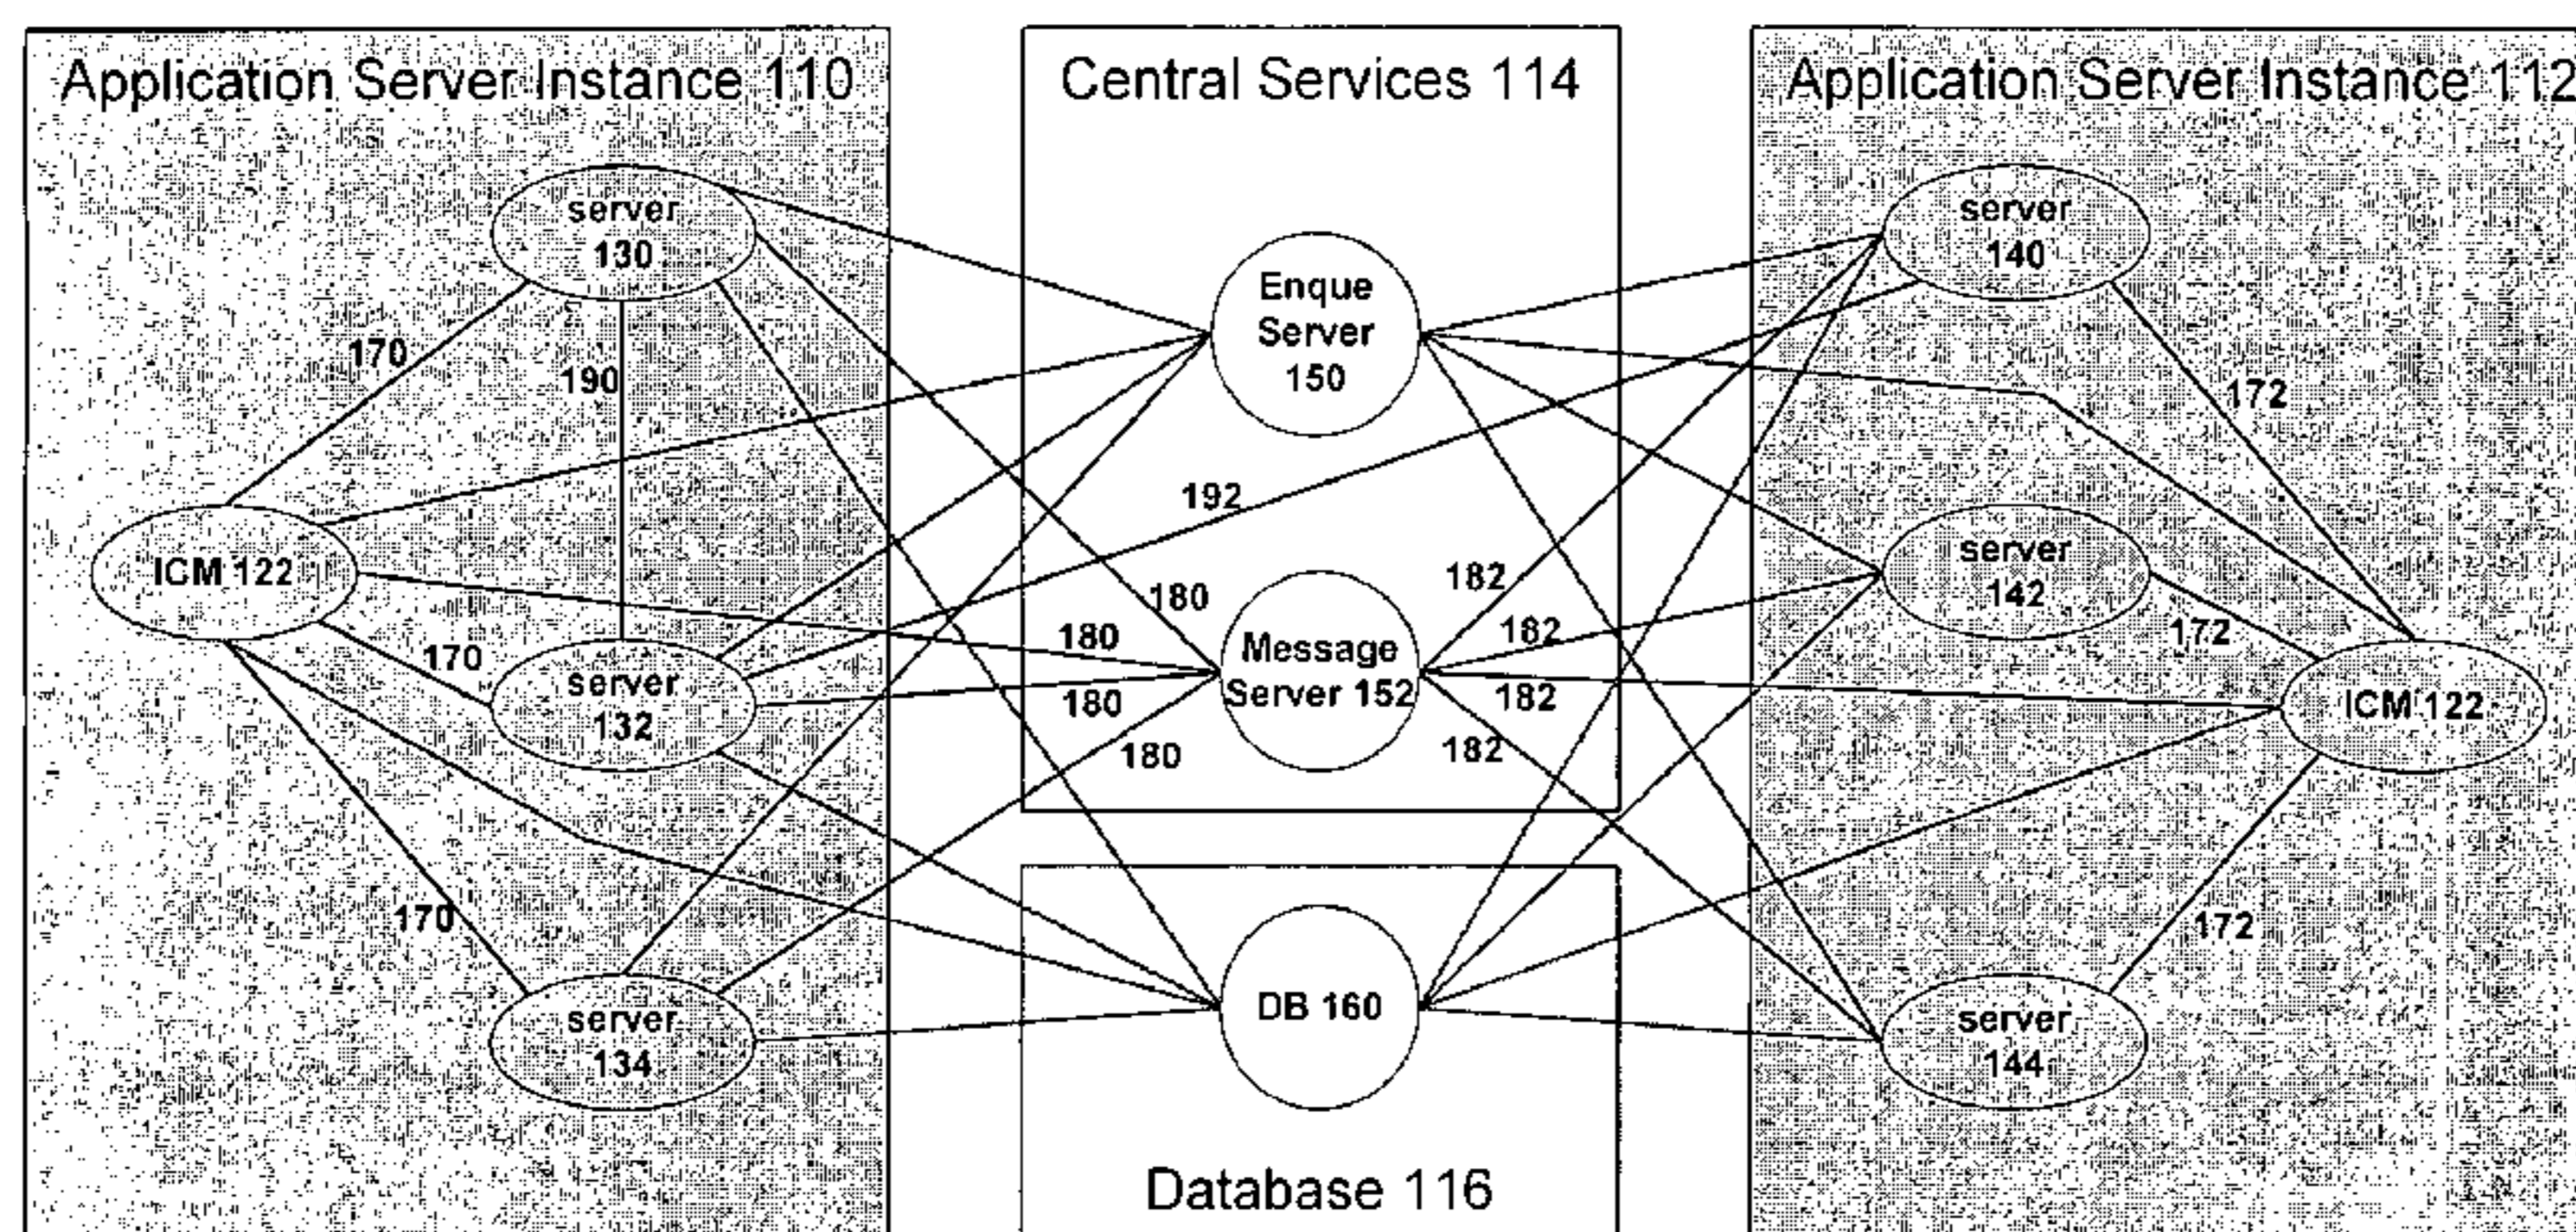 Application Server Instance 110
Central Services 114
Application Server Instance 112
server
130
server
140
Enque
Server
150
170
190
172
192
ICM 122
180
182
server
142
180
182
172
170
server
132
Message
Server 152
180
182
ICM 122
180
182
170
172
DB 160
server
134
server
144
Database 116